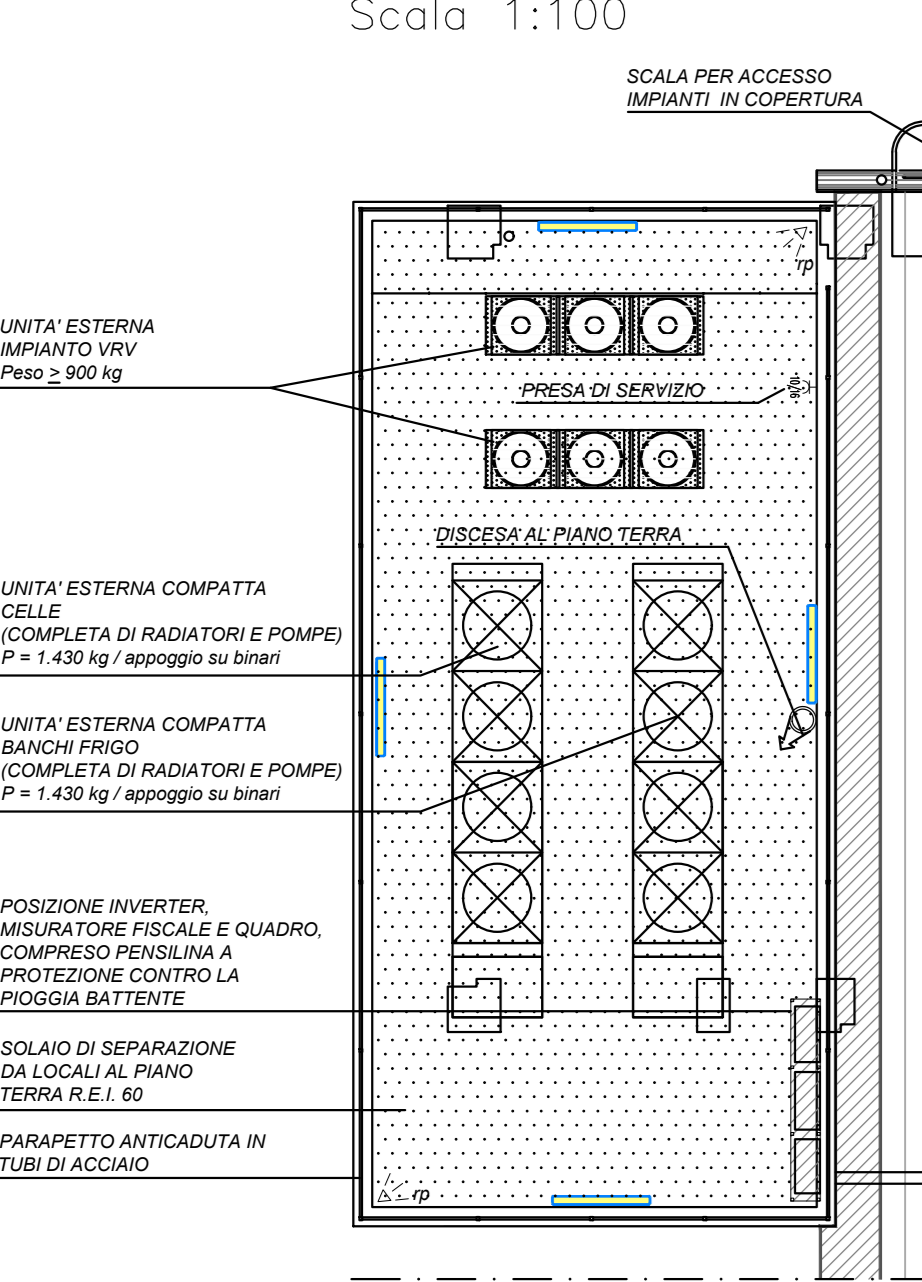 Scala 1:100
SCALA PER ACCESSO
IMPIANTI IN COPERTURA
rp
UNITA' ESTERNA
IMPIANTO VRV
Peso ≥ 900 kg
PRESA DI SERVIZIO
10/16
DISCESA AL PIANO TERRA
UNITA' ESTERNA COMPATTA
CELLE
(COMPLETA DI RADIATORI E POMPE)
P = 1.430 kg / appoggio su binari
UNITA' ESTERNA COMPATTA
BANCHI FRIGO
(COMPLETA DI RADIATORI E POMPE)
P = 1.430 kg / appoggio su binari
POSIZIONE INVERTER,
MISURATORE FISCALE E QUADRO,
COMPRESO PENSILINA A
PROTEZIONE CONTRO LA
PIOGGIA BATTENTE
SOLAIO DI SEPARAZIONE
DA LOCALI AL PIANO
TERRA R.E.I. 60
PARAPETTO ANTICADUTA IN
TUBI DI ACCIAIO
rp